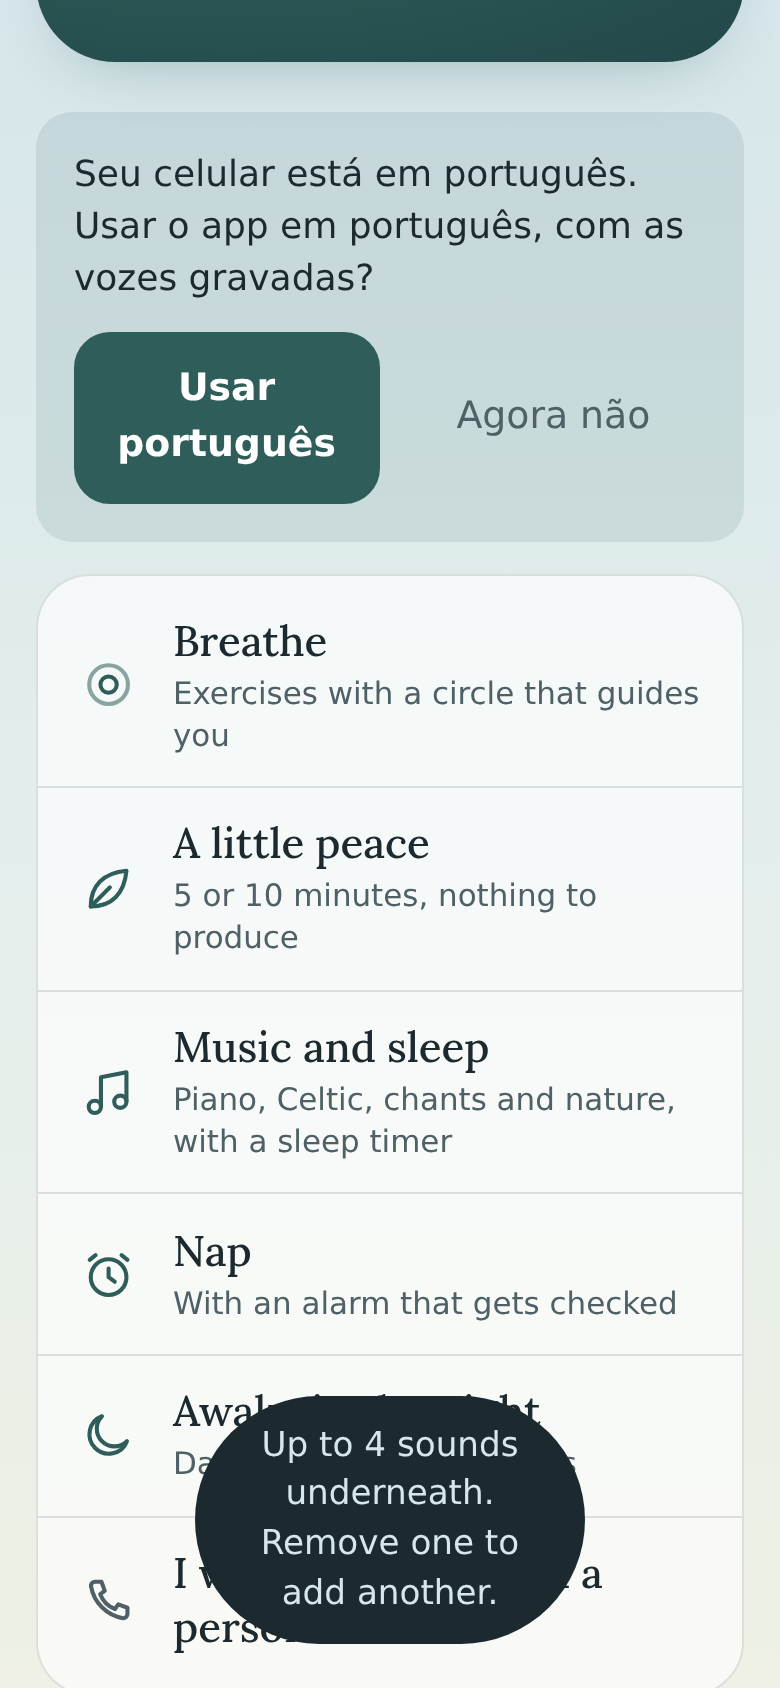 Seu celular está em português.
Usar o app em português, com as
vozes gravadas?
Usar
português
Agora não
Breathe
Exercises with a circle that guides
you
A little peace
5 or 10 minutes, nothing to
produce
Music and sleep
Piano, Celtic, chants and nature,
with a sleep timer
Nap
With an alarm that gets checked
Up to 4 sounds
underneath.
Remove one to
add another.
I
a